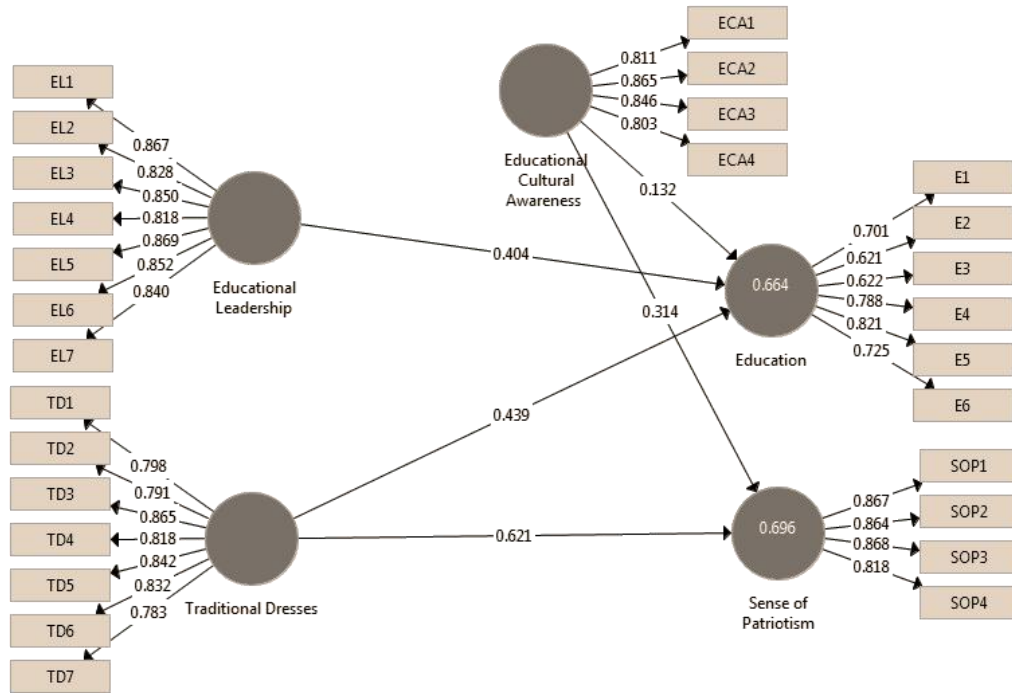 ECA1
0.811
ECA2
0.865
0.846
ECA3
0.803
ECA4
Educational
Cultural
Awareness
EL1
EL2
0.867
EL3
0.828
0.850
EL4
0.818
EL5
0.869
0.852
EL6
0.840
EL7
Educational
Leadership
0.132
0.404
0.314
E1
0.701
E2
0.621
E3
0.622
0.788
E4
0.821
E5
0.725
E6
0.664
Education
TD1
TD2
0.798
0.791
TD3
0.865
TD4
0.818
0.842
TD5
0.832
0.783
TD6
TD7
Traditional Dresses
0.439
0.621
SOP1
0.867
SOP2
0.864
0.868
SOP3
0.818
SOP4
0.696
Sense of
Patriotism